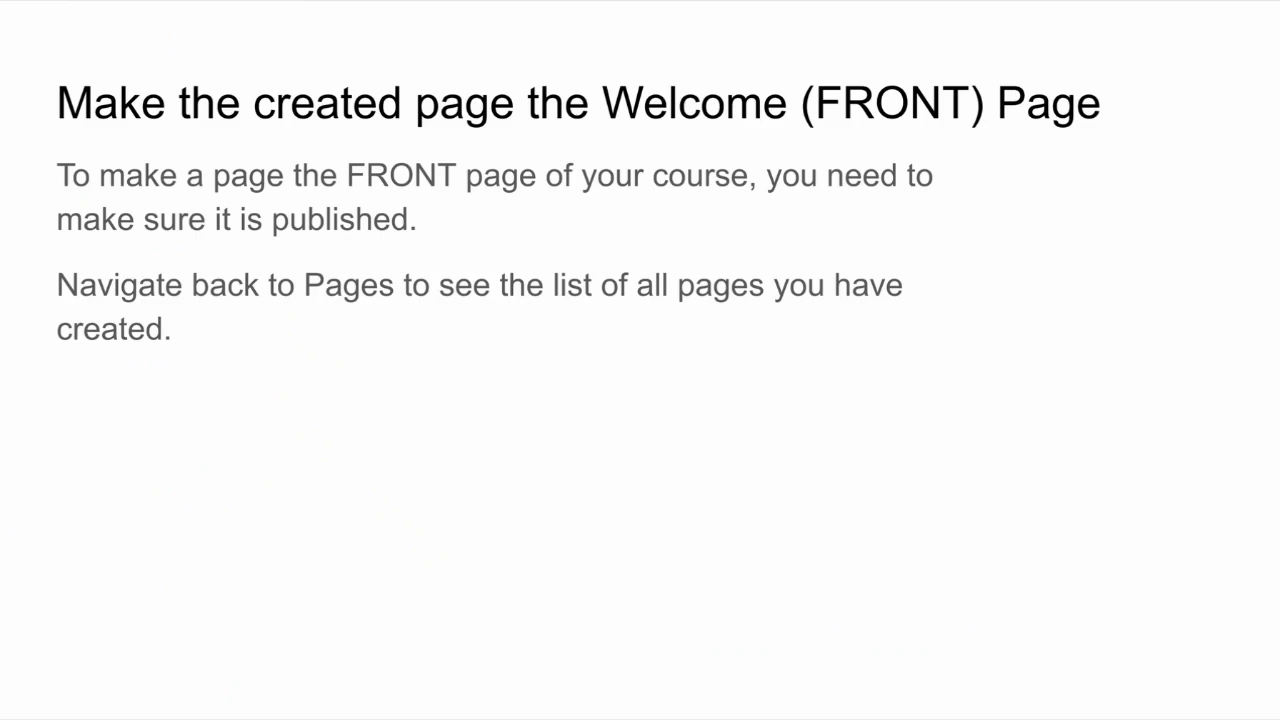 Make the created page the Welcome (FRONT) Page
To make a page the FRONT page of your course, you need to
make sure it is published.
Navigate back to Pages to see the list of all pages you have
created.